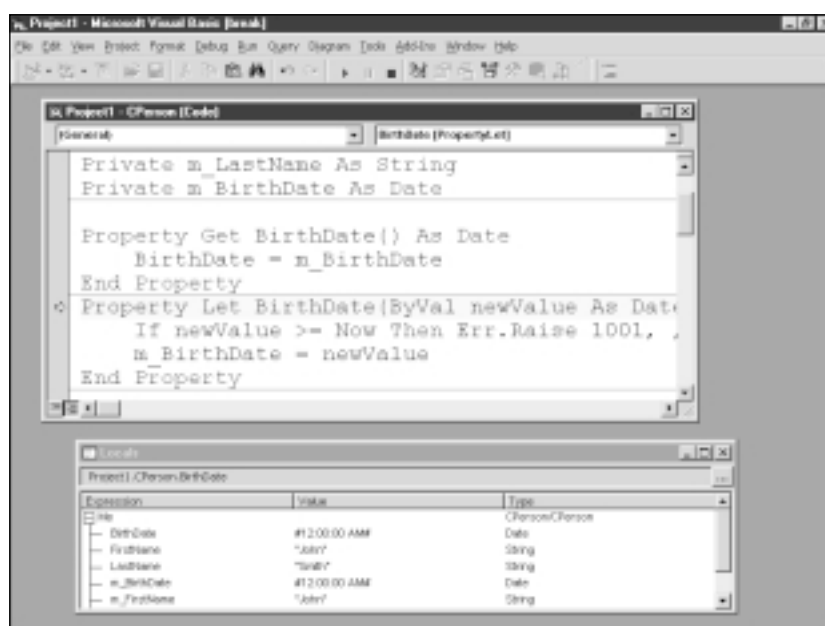 Project1 - Microsoft Visual Basic [break]
File Edit View Project Format Debug Run Query Diagram Tools Add-Ins Window Help
Project1 - CPerson (Code)
(General)
BirthDate [PropertyLet]
Private m_LastName As String
Private m_BirthDate As Date
Property Get BirthDate() As Date
BirthDate = m_BirthDate
End Property
Property Let BirthDate(ByVal newValue As Date
If newValue >= Now Then Err.Raise 1001, ,
m_BirthDate = newValue
End Property
Locals
Project1.CPerson.BirthDate
...
Expression Value Type
Me CPerson/CPerson
BirthDate #12:00:00 AM# Date
FirstName "John" String
LastName "Smith" String
m_BirthDate #12:00:00 AM# Date
m_FirstName "John" String